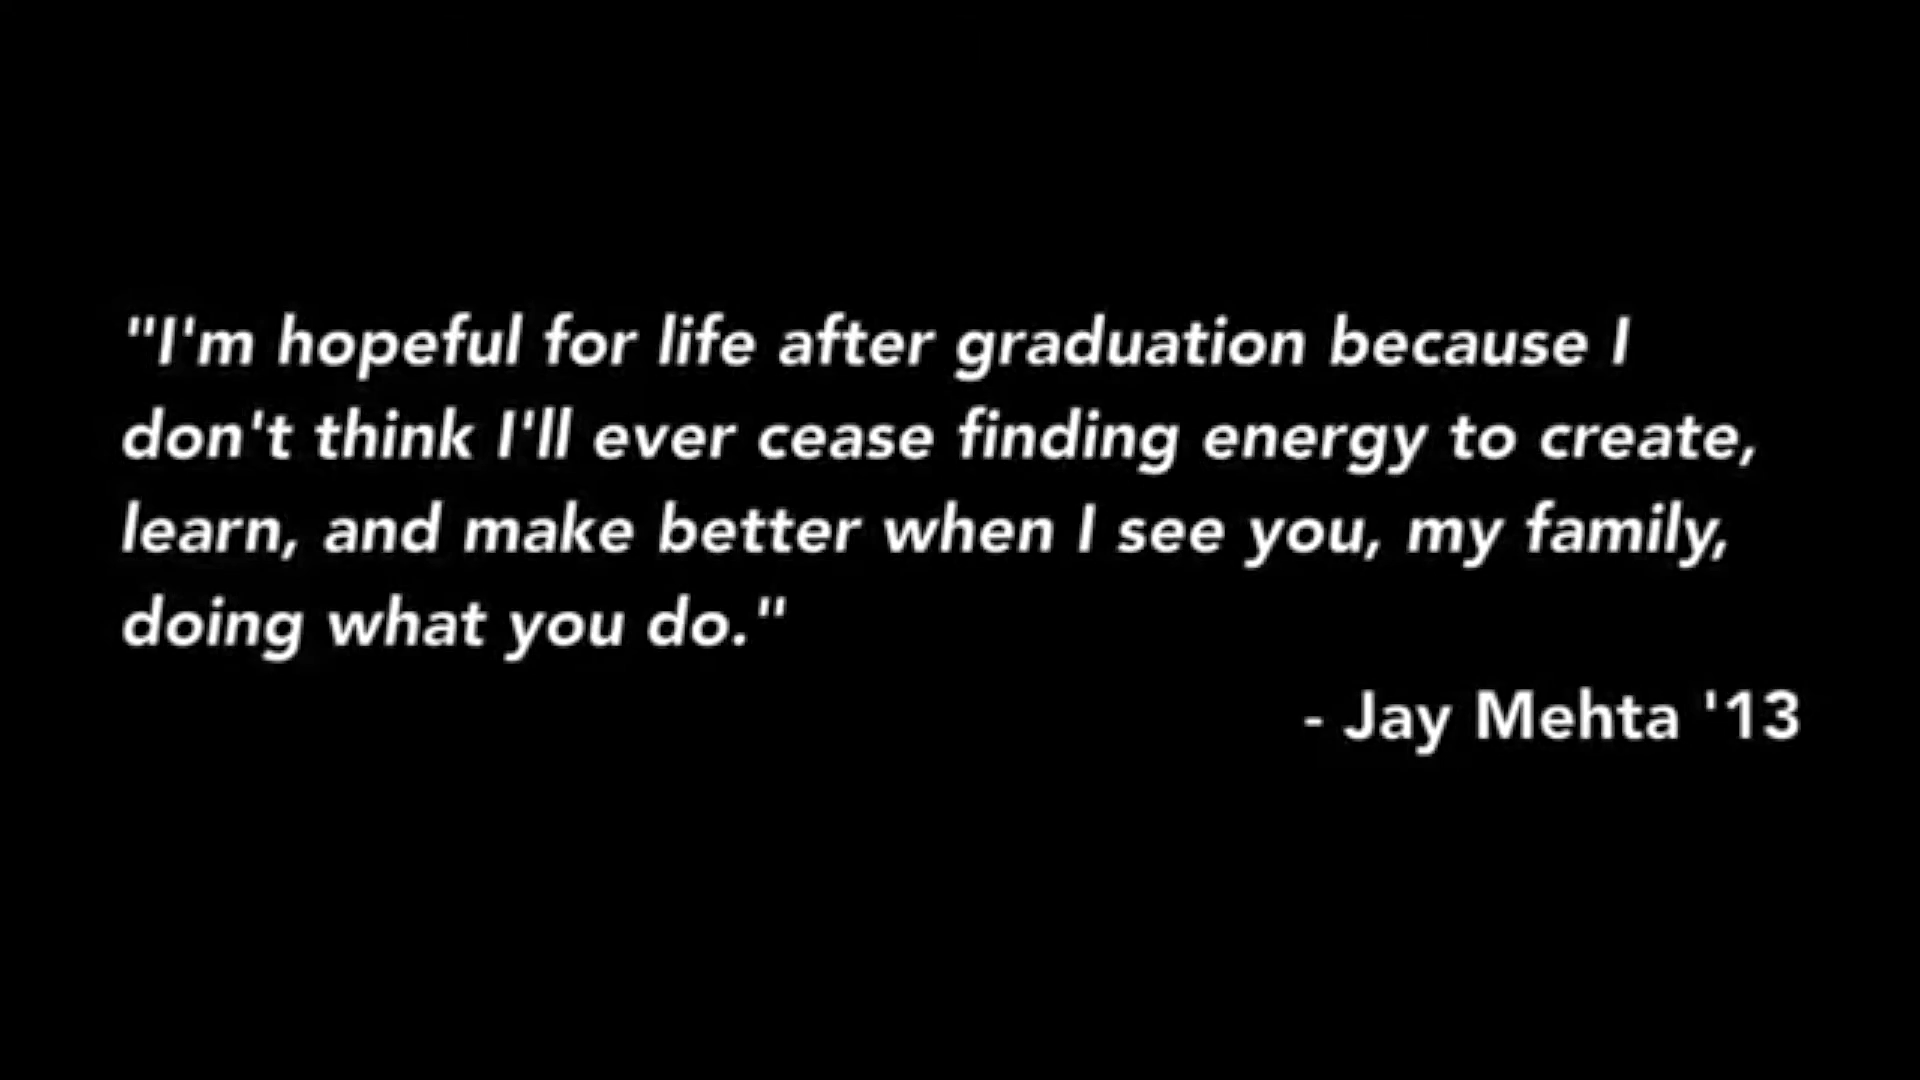 "I'm hopeful for life after graduation because I
don't think I'll ever cease finding energy to create,
learn, and make better when I see you, my family,
doing what you do."
- Jay Mehta '13